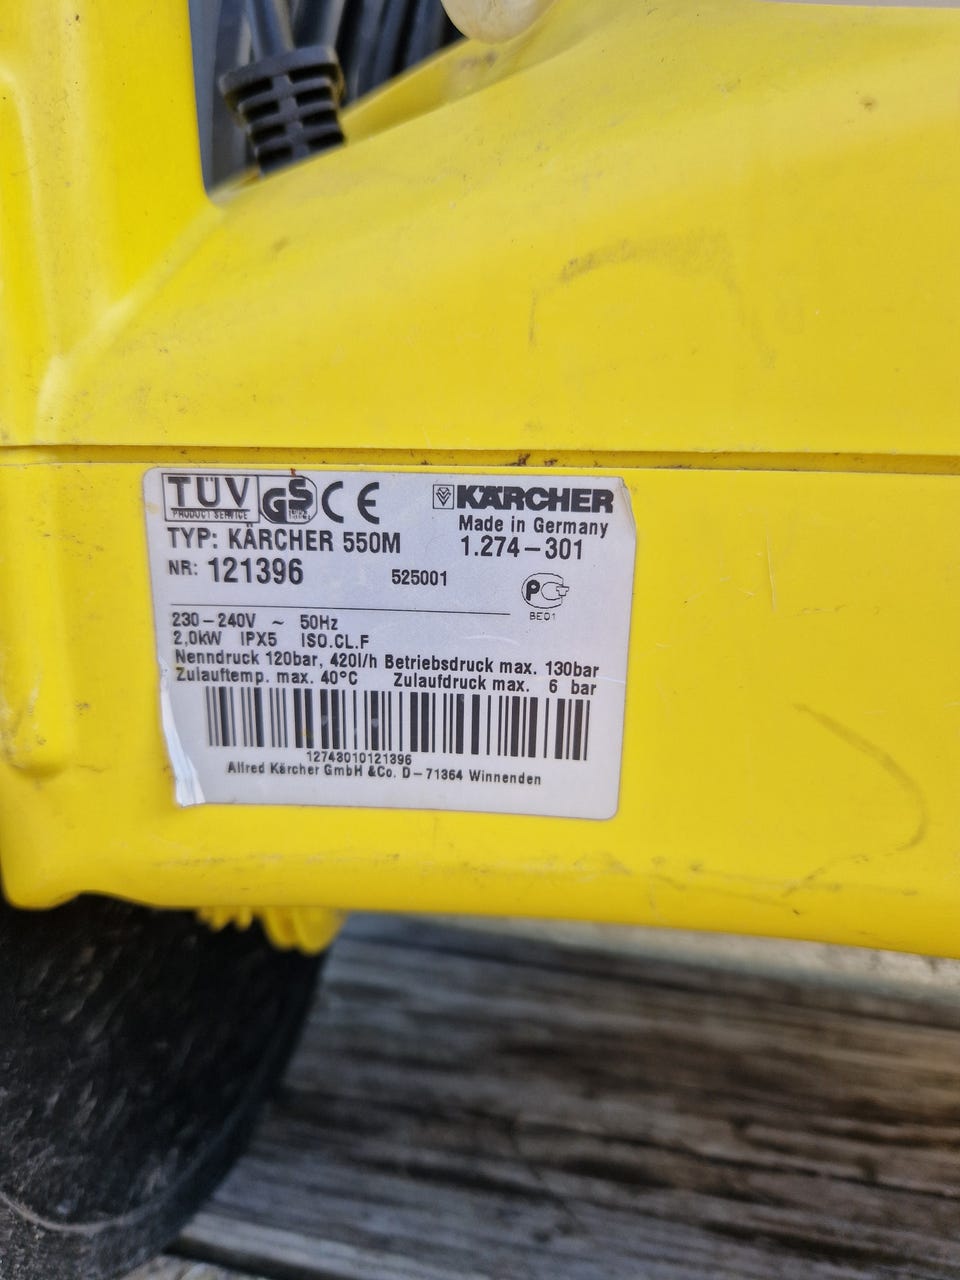 TÜV
PRODUCT SERVICE
GS CE
KÄRCHER
Made in Germany
TYP: KÄRCHER 550M 1.274-301
NR: 121396 525001
BE01
230-240V ~ 50Hz
2,0kW IPX5 ISO.CL.F
Nenndruck 120bar, 420l/h Betriebsdruck max. 130bar
Zulauftemp. max. 40°C Zulaufdruck max. 6 bar
12743010121396
Alfred Kärcher GmbH &Co. D-71364 Winnenden